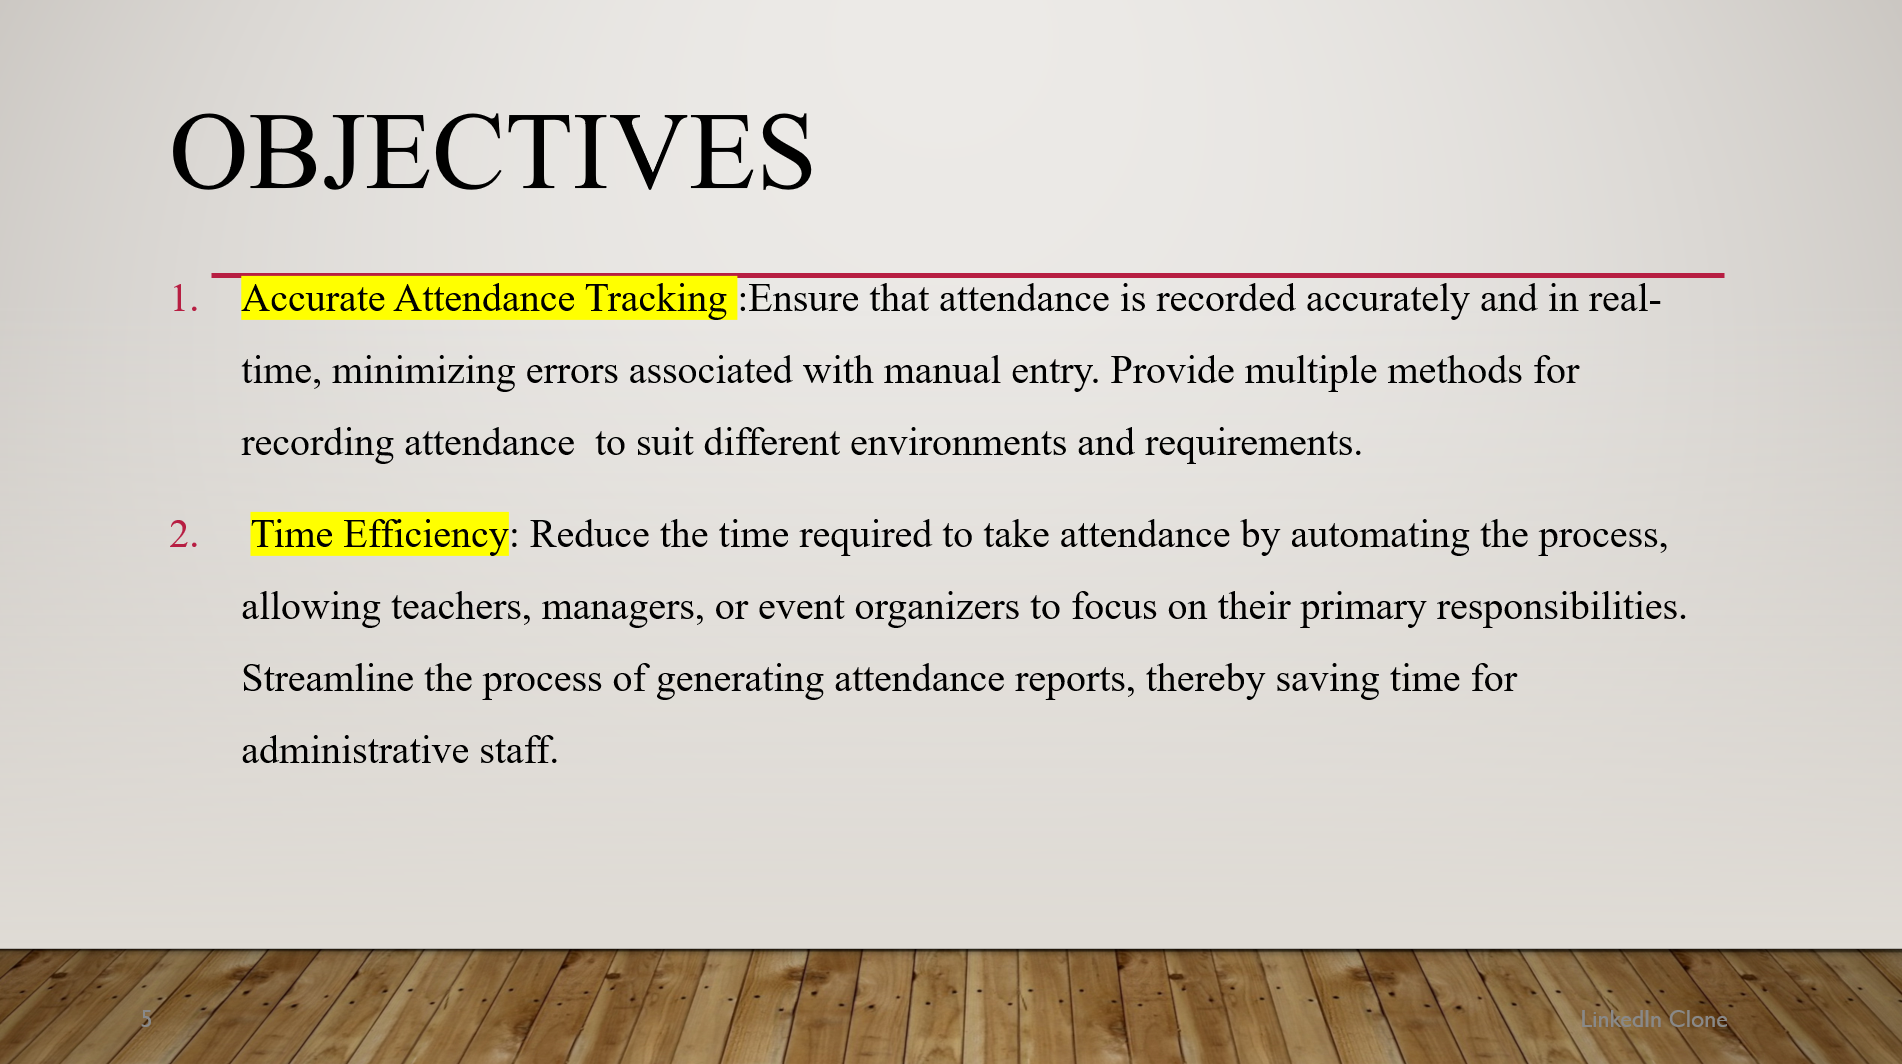 OBJECTIVES
1. Accurate Attendance Tracking :Ensure that attendance is recorded accurately and in real-
time, minimizing errors associated with manual entry. Provide multiple methods for
recording attendance  to suit different environments and requirements.
2. Time Efficiency: Reduce the time required to take attendance by automating the process,
allowing teachers, managers, or event organizers to focus on their primary responsibilities.
Streamline the process of generating attendance reports, thereby saving time for
administrative staff.
5
LinkedIn Clone